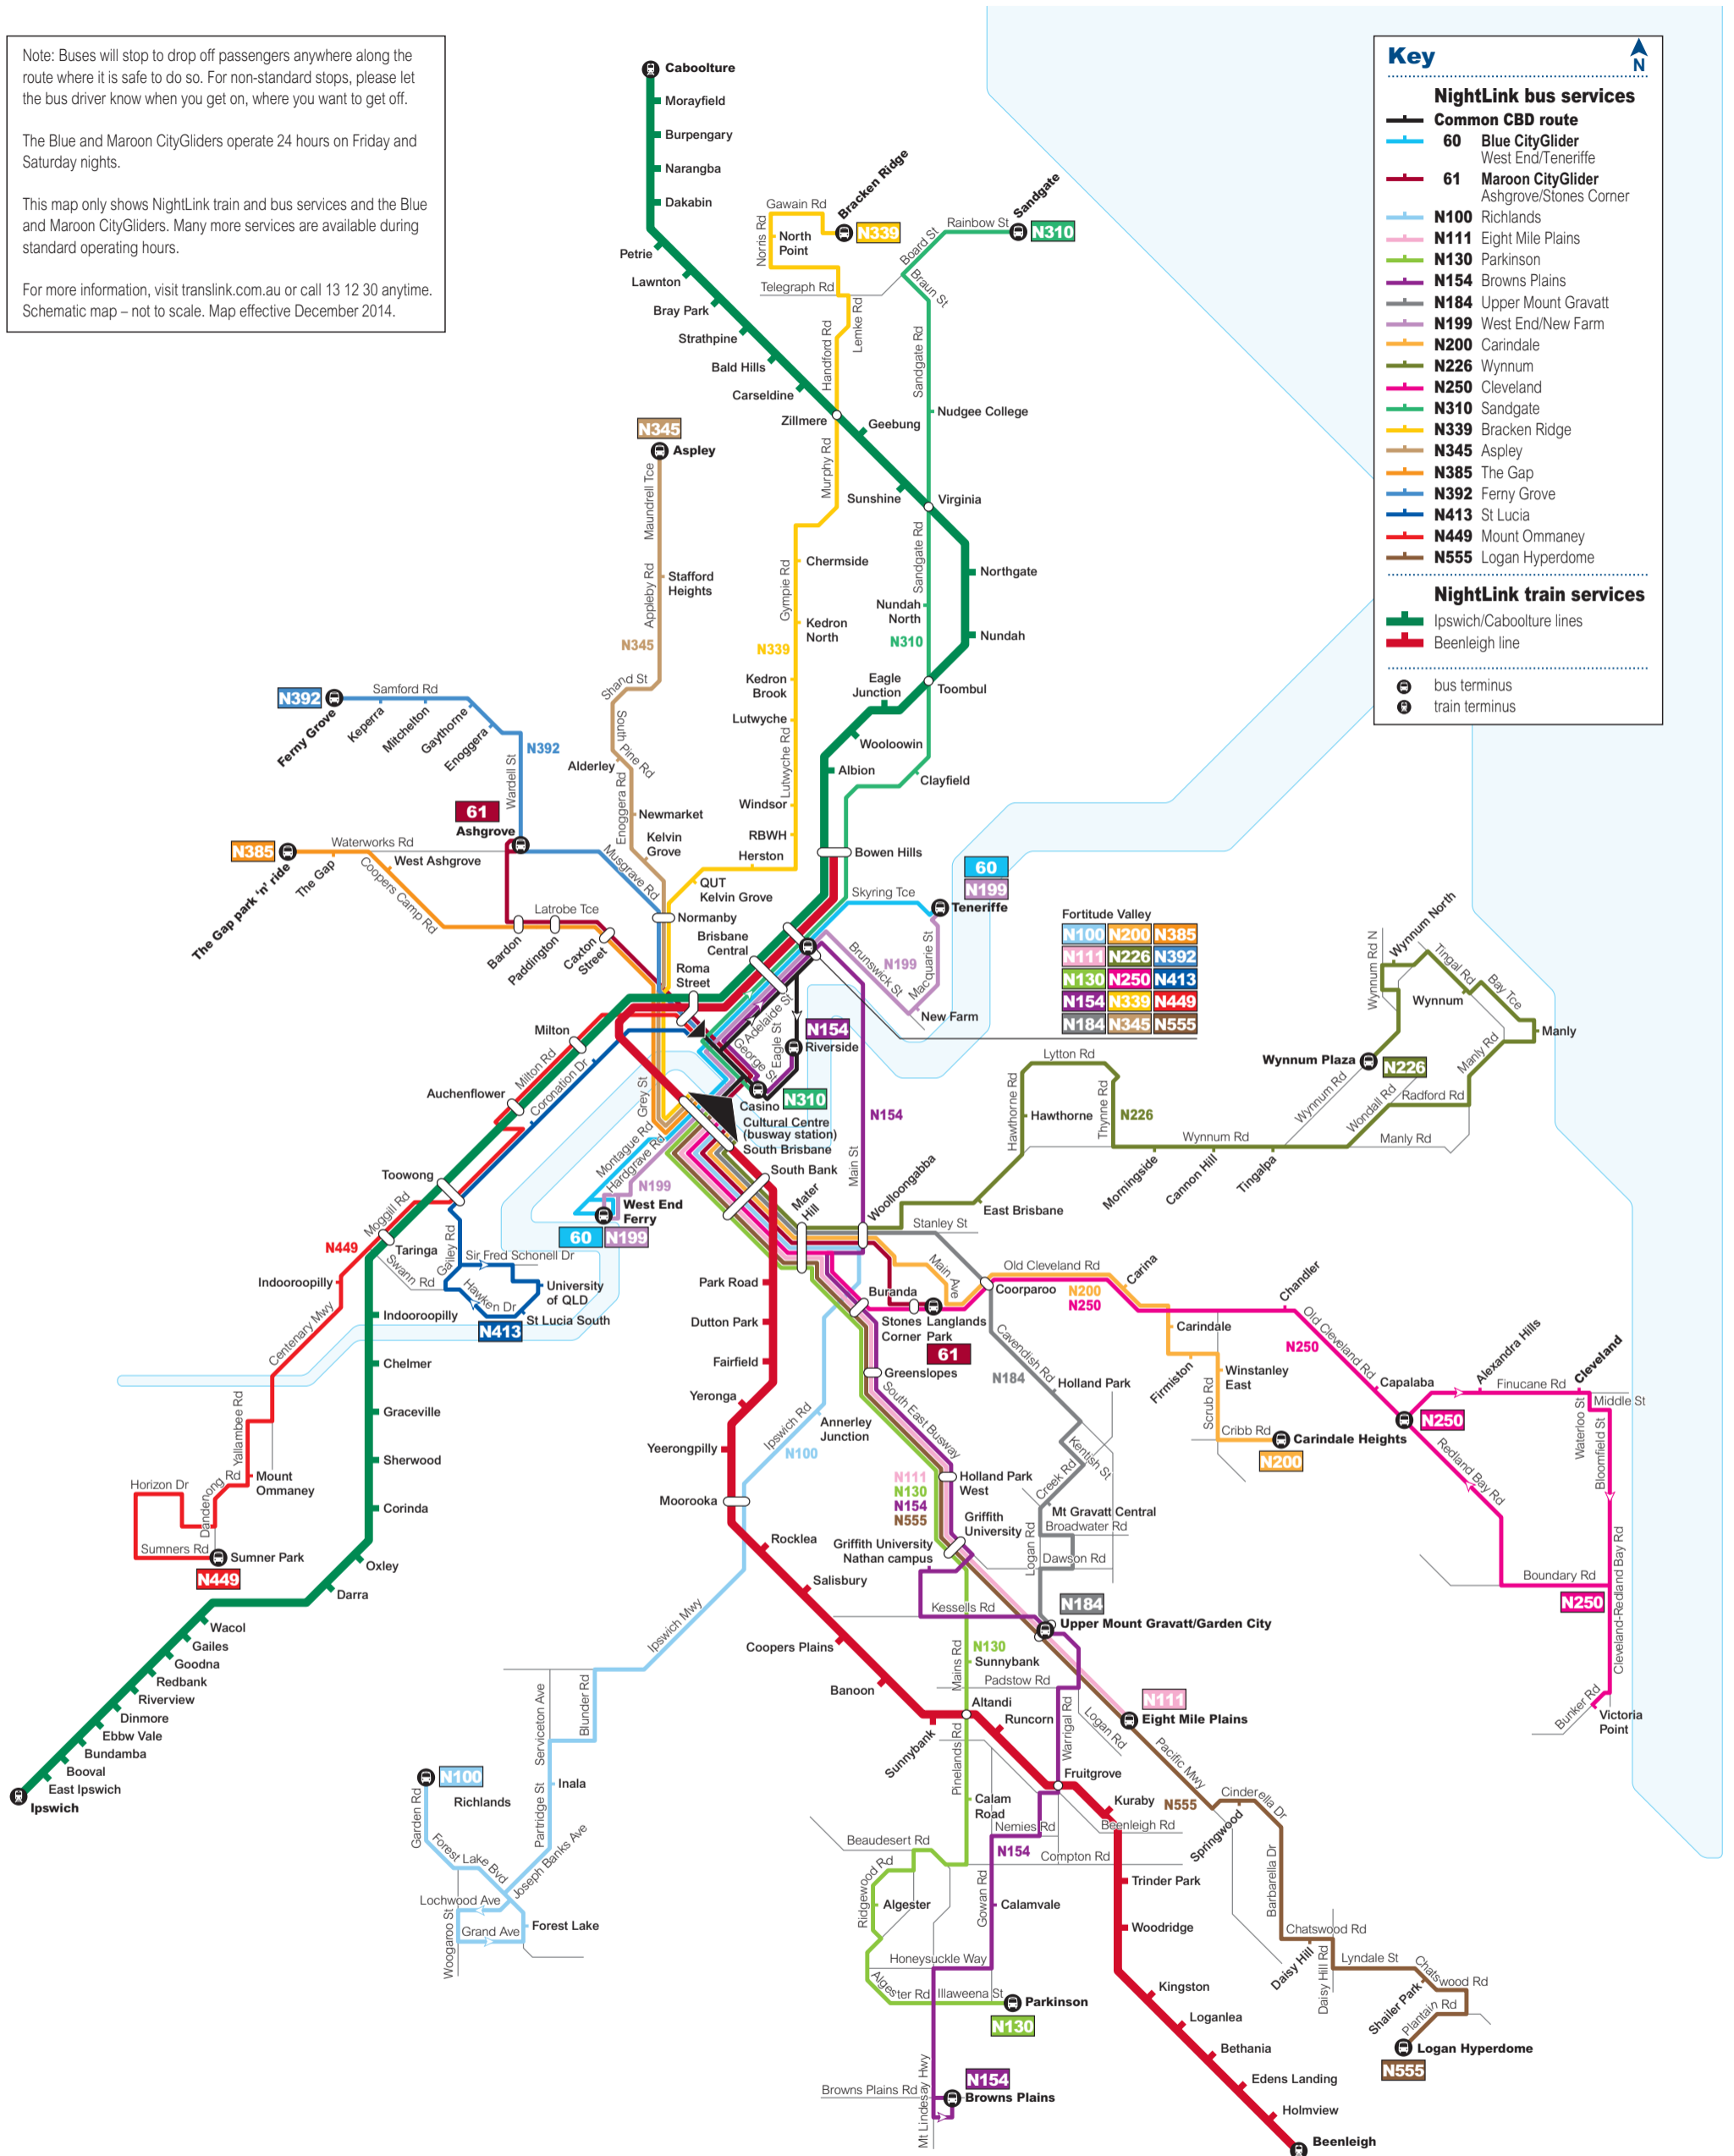 Note: Buses will stop to drop off passengers anywhere along the
route where it is safe to do so. For non-standard stops, please let
the bus driver know when you get on, where you want to get off.
The Blue and Maroon CityGliders operate 24 hours on Friday and
Saturday nights.
This map only shows NightLink train and bus services and the Blue
and Maroon CityGliders. Many more services are available during
standard operating hours.
For more information, visit translink.com.au or call 13 12 30 anytime.
Schematic map – not to scale. Map effective December 2014.
Key
N
NightLink bus services
Common CBD route
60 Blue CityGlider
West End/Teneriffe
61 Maroon CityGlider
Ashgrove/Stones Corner
N100 Richlands
N111 Eight Mile Plains
N130 Parkinson
N154 Browns Plains
N184 Upper Mount Gravatt
N199 West End/New Farm
N200 Carindale
N226 Wynnum
N250 Cleveland
N310 Sandgate
N339 Bracken Ridge
N345 Aspley
N385 The Gap
N392 Ferny Grove
N413 St Lucia
N449 Mount Ommaney
N555 Logan Hyperdome
NightLink train services
Ipswich/Caboolture lines
Beenleigh line
bus terminus
train terminus
Caboolture
Morayfield
Burpengary
Narangba
Dakabin
Petrie
Lawnton
Bray Park
Strathpine
Bald Hills
Carseldine
Zillmere
Geebung
Sunshine
Virginia
Northgate
Nundah
Toombul
Eagle
Junction
Wooloowin
Albion
Bowen Hills
Bracken Ridge
N339
Gawain Rd
Norris Rd
North
Point
Telegraph Rd
Lemke Rd
Handford Rd
Murphy Rd
Chermside
Gympie Rd
Kedron
North
N339
Kedron
Brook
Lutwyche
Lutwyche Rd
Windsor
RBWH
Herston
QUT
Kelvin Grove
Sandgate
N310
Rainbow St
Board St
Braun St
Sandgate Rd
Nudgee College
Sandgate Rd
Nundah
North
N310
Clayfield
N345
Aspley
Maundrell Tce
Appleby Rd
Stafford
Heights
N345
Shand St
South Pine Rd
Alderley
Enoggera Rd
Newmarket
Kelvin
Grove
Normanby
N392
Ferny Grove
Samford Rd
Keperra
Mitchelton
Gaythorne
Enoggera
N392
Wardell St
61
Ashgrove
Musgrave Rd
N385
The Gap park 'n' ride
Waterworks Rd
The Gap
West Ashgrove
Coopers Camp Rd
Latrobe Tce
Bardon
Paddington
Caxton
Street
Brisbane
Central
Roma
Street
60
N199
Teneriffe
Skyring Tce
Brunswick St
N199
Macquarie St
New Farm
Fortitude Valley
N100 N200 N385
N111 N226 N392
N130 N250 N413
N154 N339 N449
N184 N345 N555
Adelaide St
George St
Eagle St
N154
Riverside
Casino
N310
Cultural Centre
(busway station)
South Brisbane
South Bank
N154
Main St
Grey St
Montague Rd
Hardgrave Rd
N199
West End
Ferry
60 N199
Mater
Hill
Woolloongabba
Stanley St
East Brisbane
Hawthorne Rd
Hawthorne
Lytton Rd
Thynne Rd
N226
Morningside
Cannon Hill
Tingalpa
Wynnum Rd
Manly Rd
Wynnum Rd
Wondall Rd
Radford Rd
Manly Rd
Manly
Bay Tce
Tingal Rd
Wynnum
Wynnum North
Wynnum Rd N
Wynnum Plaza
N226
Milton
Milton Rd
Coronation Dr
Auchenflower
Toowong
Moggill Rd
Taringa
N449
Swann Rd
Gailey Rd
Sir Fred Schonell Dr
University
of QLD
Hawken Dr
St Lucia South
N413
Indooroopilly
Centenary Mwy
Indooroopilly
Chelmer
Graceville
Sherwood
Corinda
Oxley
Darra
Yallambee Rd
Mount
Ommaney
Dandenong Rd
Horizon Dr
Sumners Rd
Sumner Park
N449
Wacol
Gailes
Goodna
Redbank
Riverview
Dinmore
Ebbw Vale
Bundamba
Booval
East Ipswich
Ipswich
Park Road
Dutton Park
Fairfield
Yeronga
Yeerongpilly
Moorooka
Rocklea
Salisbury
Coopers Plains
Banoon
Sunnybank
Altandi
Runcorn
Fruitgrove
Kuraby
Trinder Park
Woodridge
Kingston
Loganlea
Bethania
Edens Landing
Holmview
Beenleigh
Ipswich Rd
Annerley
Junction
N100
Ipswich Mwy
Blunder Rd
Serviceton Ave
Inala
Partridge St
Joseph Banks Ave
N100
Richlands
Garden Rd
Forest Lake Bvd
Lochwood Ave
Grand Ave
Woogaroo St
Forest Lake
Buranda
Stones
Corner
Langlands
Park
61
Main Ave
Coorparoo
Old Cleveland Rd
N200
N250
Carina
Chandler
Carindale
Firmiston
Winstanley
East
Scrub Rd
Cribb Rd
Carindale Heights
N200
N250
Old Cleveland Rd
Capalaba
N250
Alexandra Hills
Finucane Rd
Cleveland
Middle St
Waterloo St
Bloomfield St
Redland Bay Rd
Boundary Rd
N250
Cleveland-Redland Bay Rd
Bunker Rd
Victoria
Point
Greenslopes
South East Busway
N111
N130
N154
N555
Holland Park
West
Griffith
University
Griffith University
Nathan campus
Cavendish Rd
N184
Holland Park
Kentish St
Creek Rd
Mt Gravatt Central
Broadwater Rd
Logan Rd
Dawson Rd
N184
Upper Mount Gravatt/Garden City
Kessells Rd
N130
Mains Rd
Sunnybank
Padstow Rd
Logan Rd
Warrigal Rd
N111
Eight Mile Plains
Pacific Mwy
N555
Springwood
Cinderella Dr
Barbarella Dr
Chatswood Rd
Daisy Hill
Daisy Hill Rd
Lyndale St
Chatswood Rd
Shailer Park
Plantain Rd
Logan Hyperdome
N555
Pinelands Rd
Calam
Road
Beenleigh Rd
Nemies Rd
N154
Compton Rd
Beaudesert Rd
Ridgewood Rd
Algester
Gowan Rd
Calamvale
Honeysuckle Way
Algester Rd
Illaweena St
Parkinson
N130
Mt Lindesay Hwy
N154
Browns Plains Rd
Browns Plains